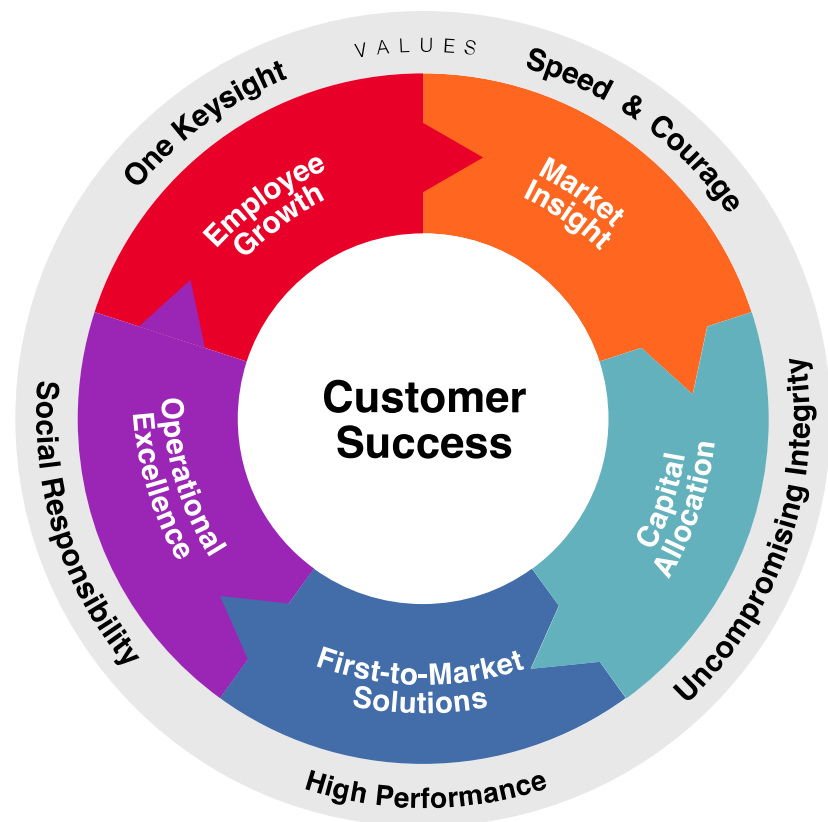 VALUES
One Keysight
Speed & Courage
Employee
Growth
Market
Insight
Customer
Success
Social Responsibility
Operational
Excellence
Capital
Allocation
Uncompromising Integrity
First-to-Market
Solutions
High Performance